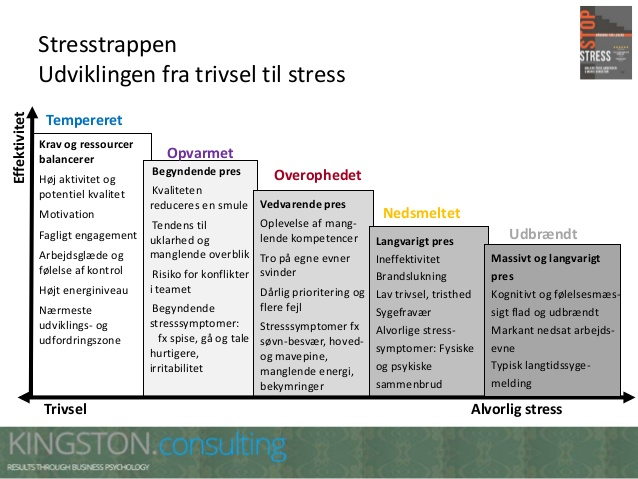 Stresstrappen
Udviklingen fra trivsel til stress
STOP
STRESS
Effektivitet
Tempereret
Krav og ressourcer
balancerer
Høj aktivitet og
potentiel kvalitet
Motivation
Fagligt engagement
Arbejdsglæde og
følelse af kontrol
Højt energiniveau
Nærmeste
udviklings- og
udfordringszone
Opvarmet
Begyndende pres
Kvaliteten
reduceres en smule
Tendens til
uklarhed og
manglende overblik
Risiko for konflikter
i teamet
Begyndende
stresssymptomer:
fx spise, gå og tale
hurtigere,
irritabilitet
Overophedet
Vedvarende pres
Oplevelse af mang-
lende kompetencer
Tro på egne evner
svinder
Dårlig prioritering og
flere fejl
Stresssymptomer fx
søvn-besvær, hoved-
og mavepine,
manglende energi,
bekymringer
Nedsmeltet
Langvarigt pres
Ineffektivitet
Brandslukning
Lav trivsel, tristhed
Sygefravær
Alvorlige stress-
symptomer: Fysiske
og psykiske
sammenbrud
Udbrændt
Massivt og langvarigt
pres
Kognitivt og følelsesmæs-
sigt flad og udbrændt
Markant nedsat arbejds-
evne
Typisk langtidssyge-
melding
Trivsel
Alvorlig stress
KINGSTON.consulting
RESULTS THROUGH BUSINESS PSYCHOLOGY